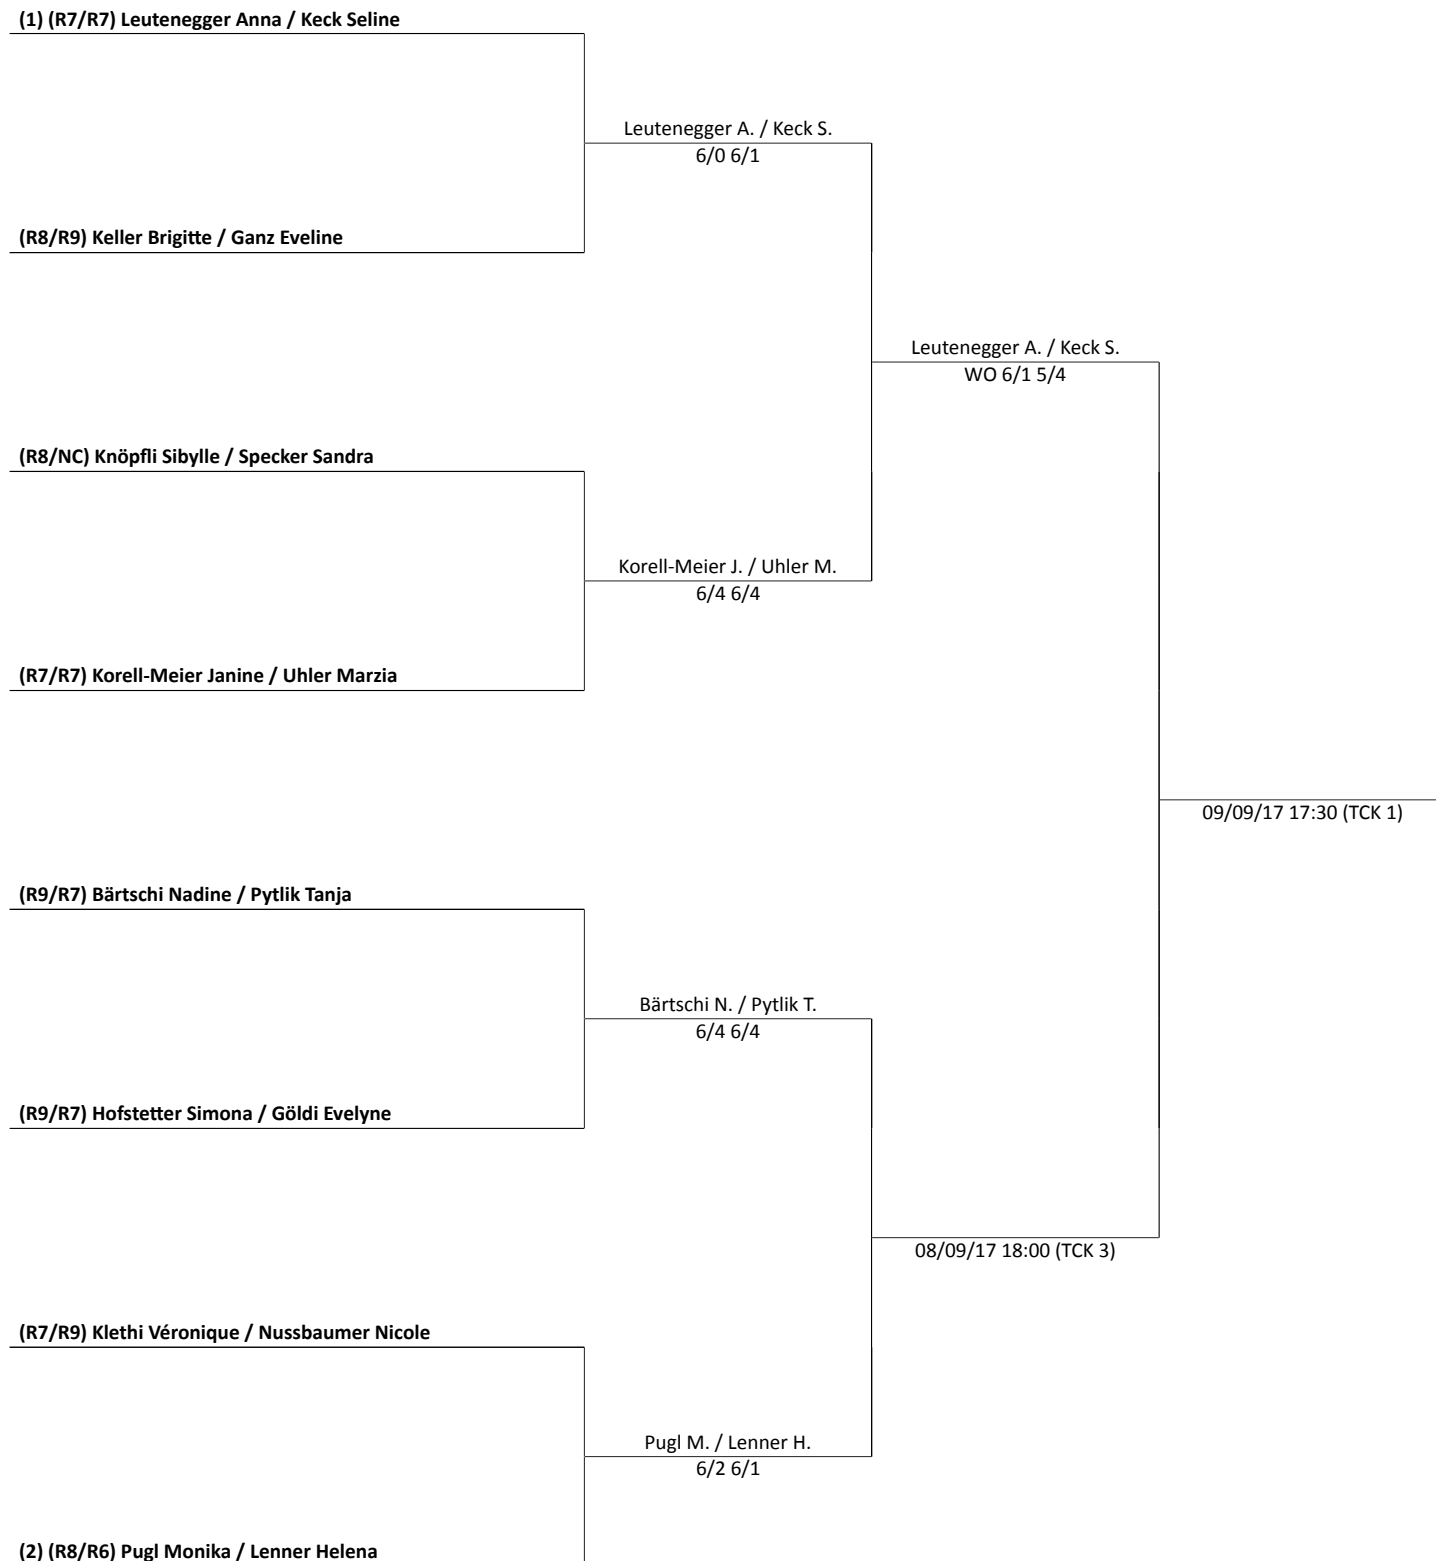 (1) (R7/R7) Leutenegger Anna / Keck Seline
Leutenegger A. / Keck S.
6/0 6/1
(R8/R9) Keller Brigitte / Ganz Eveline
Leutenegger A. / Keck S.
WO 6/1 5/4
(R8/NC) Knöpfli Sibylle / Specker Sandra
Korell-Meier J. / Uhler M.
6/4 6/4
(R7/R7) Korell-Meier Janine / Uhler Marzia
09/09/17 17:30 (TCK 1)
(R9/R7) Bärtschi Nadine / Pytlik Tanja
Bärtschi N. / Pytlik T.
6/4 6/4
(R9/R7) Hofstetter Simona / Göldi Evelyne
08/09/17 18:00 (TCK 3)
(R7/R9) Klethi Véronique / Nussbaumer Nicole
Pugl M. / Lenner H.
6/2 6/1
(2) (R8/R6) Pugl Monika / Lenner Helena